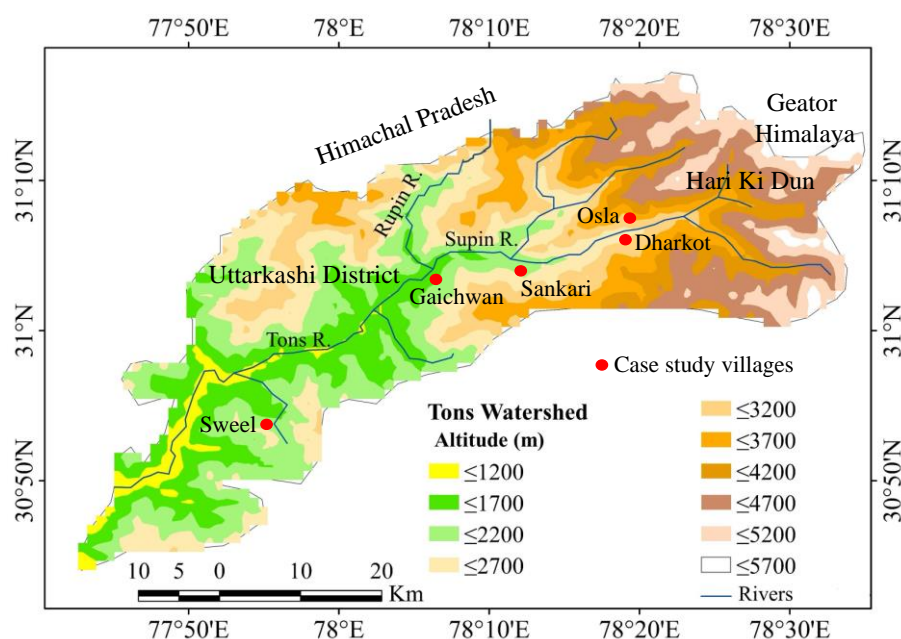 77°50'E 78°E 78°10'E 78°20'E 78°30'E
Geator
Himalaya
Himachal Pradesh
31°10'N
31°10'N
Hari Ki Dun
Rupin R.
Osla
Supin R.
Dharkot
Uttarkashi District
Gaichwan
Sankari
31°N
31°N
Tons R.
Case study villages
Tons Watershed
Altitude (m)
≤1200
≤1700
≤2200
≤2700
≤3200
≤3700
≤4200
≤4700
≤5200
≤5700
Rivers
Sweel
30°50'N
30°50'N
10 5 0 10 20
Km
77°50'E 78°E 78°10'E 78°20'E 78°30'E